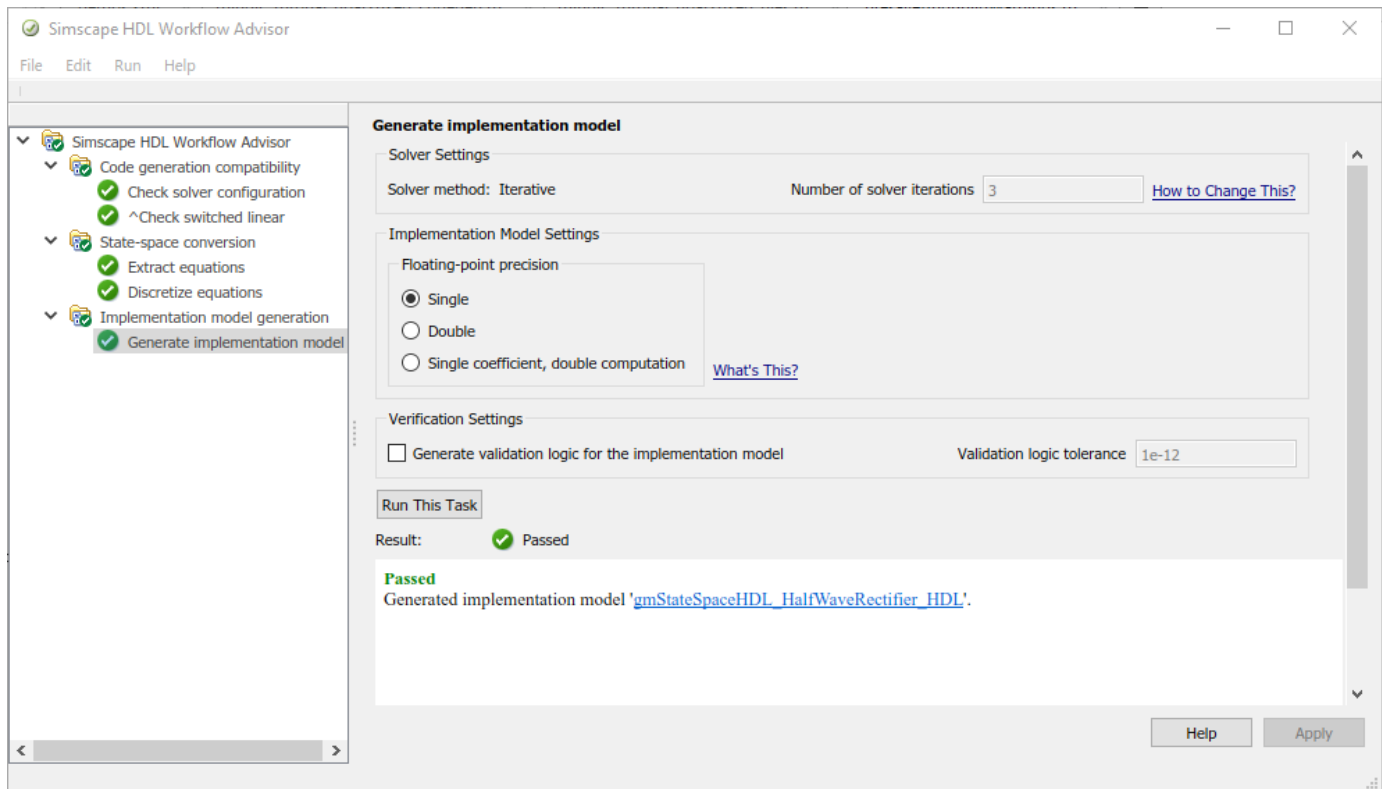 Simscape HDL Workflow Advisor
File Edit Run Help
Simscape HDL Workflow Advisor
Code generation compatibility
Check solver configuration
^Check switched linear
State-space conversion
Extract equations
Discretize equations
Implementation model generation
Generate implementation model
Generate implementation model
Solver Settings
Solver method: Iterative Number of solver iterations 3 How to Change This?
Implementation Model Settings
Floating-point precision
Single
Double
Single coefficient, double computation What's This?
Verification Settings
Generate validation logic for the implementation model Validation logic tolerance 1e-12
Run This Task
Result: Passed
Passed
Generated implementation model 'gmStateSpaceHDL_HalfWaveRectifier_HDL'.
Help Apply